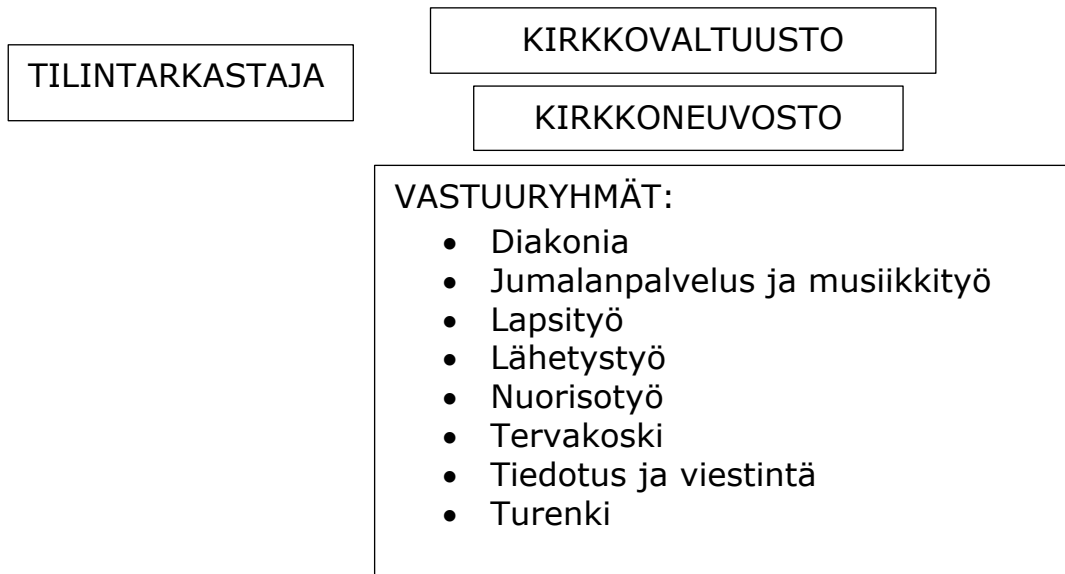 KIRKKOVALTUUSTO
TILINTARKASTAJA
KIRKKONEUVOSTO
VASTUURYHMÄT:
• Diakonia
• Jumalanpalvelus ja musiikkityö
• Lapsityö
• Lähetystyö
• Nuorisotyö
• Tervakoski
• Tiedotus ja viestintä
• Turenki